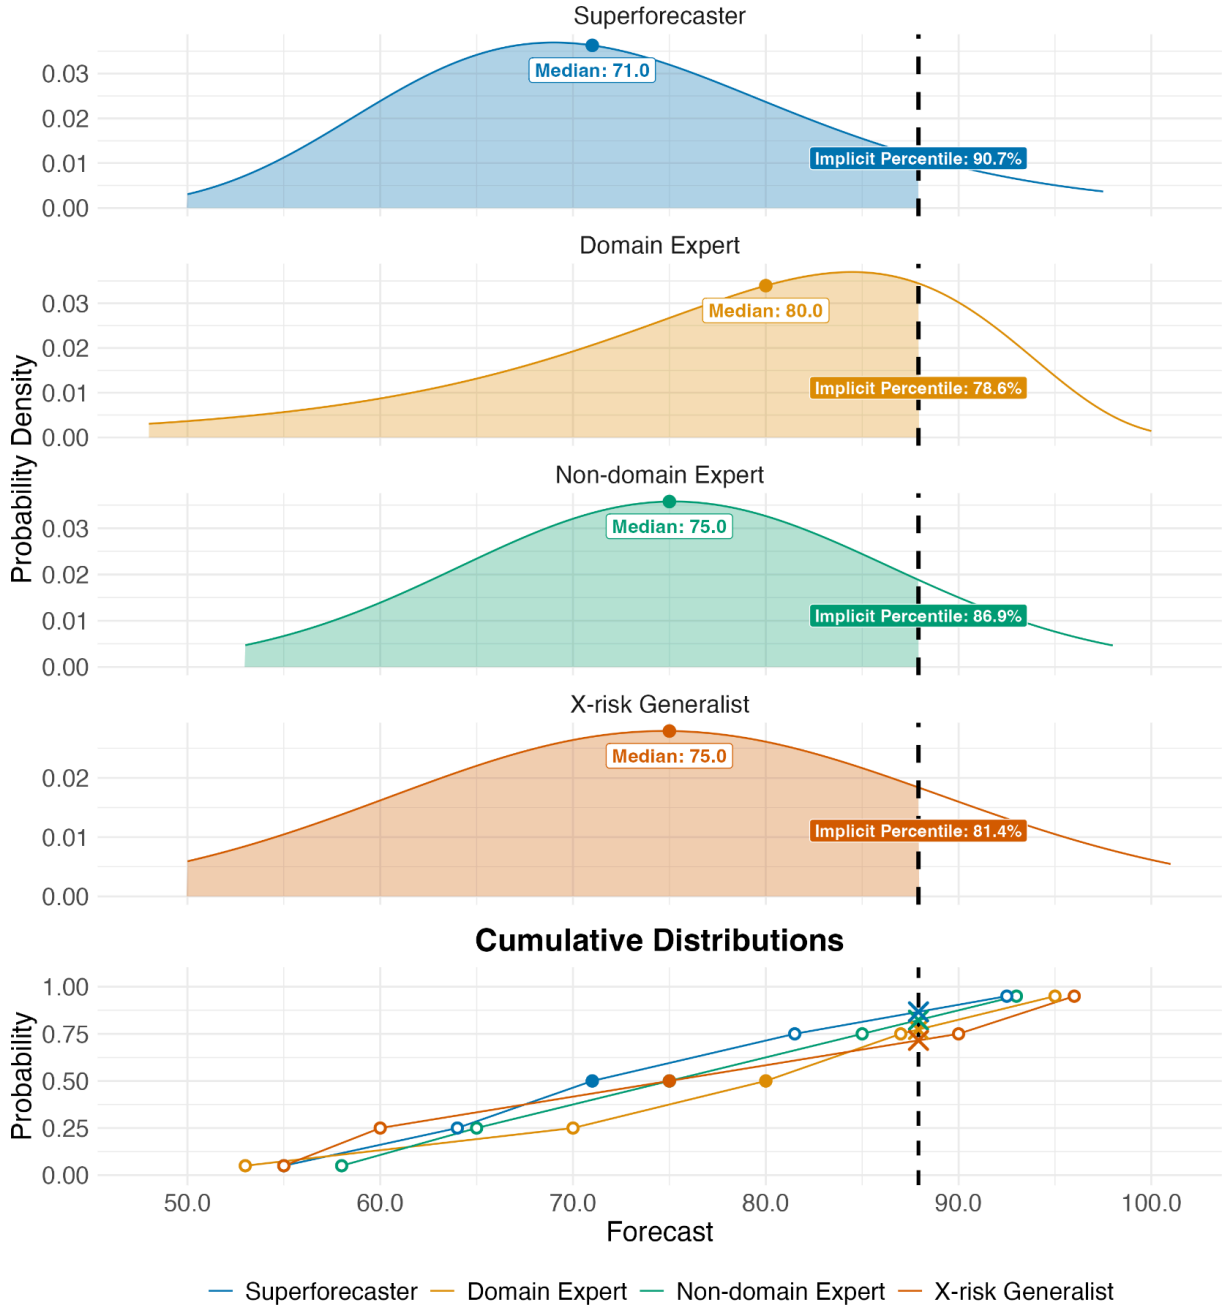 Superforecaster
0.03
Median: 71.0
0.02
0.01
Implicit Percentile: 90.7%
0.00
Domain Expert
0.03
Median: 80.0
0.02
0.01
Implicit Percentile: 78.6%
0.00
Probability Density
Non-domain Expert
0.03
Median: 75.0
0.02
0.01
Implicit Percentile: 86.9%
0.00
X-risk Generalist
Median: 75.0
0.02
0.01
Implicit Percentile: 81.4%
0.00
Cumulative Distributions
1.00
0.75
0.50
0.25
0.00
Probability
50.0 60.0 70.0 80.0 90.0 100.0
Forecast
Superforecaster Domain Expert Non-domain Expert X-risk Generalist